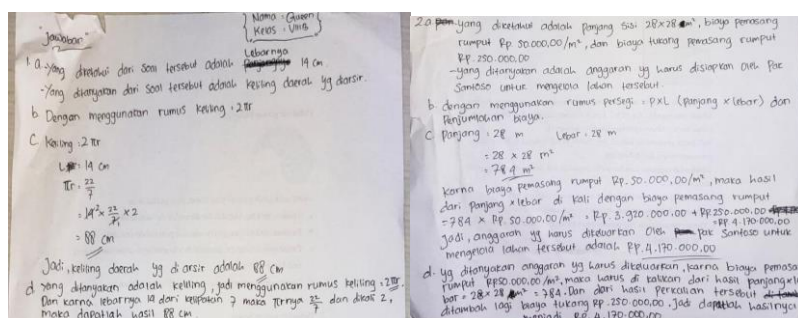 "jawaban"
Nama : Queen
Kelas : VIIIB
1. a. -Yang diketahui dari soal tersebut adalah Lebarnya 14 cm
-Yang ditanyakan dari soal tersebut adalah keliling daerah yg diarsir.
b. Dengan menggunakan rumus keliling : 2πr
C. Keliling : 2 πr
L : 14 cm
πr : 22/7
= 14² × 22/7 × 2
= 88 cm
Jadi, keliling daerah yg diarsir adalah 88 cm
d. yang ditanyakan adalah keliling, jadi menggunakan rumus keliling : 2πr.
Dan karna lebarnya 14 dari kelipatan 7 maka πrnya 22/7 dan dikali 2,
maka dapatlah hasil 88 cm
2.a. yang diketahui adalah panjang sisi 28×28 m², biaya pemasang
rumput Rp. 50.000,00/m², dan biaya tukang pemasang rumput
Rp. 250.000,00
-yang ditanyakan adalah anggaran yg harus disiapkan oleh Pak
Santoso untuk mengelola lahan tersebut.
b. dengan menggunakan rumus persegi = P×L (panjang × lebar) dan
Penjumlahan biaya.
C. Panjang : 28 m Lebar : 28 m
= 28 × 28 m²
= 784 m²
Karna biaya pemasang rumput Rp. 50.000,00/m², maka hasil
dari panjang × lebar di kali dengan biaya pemasang rumput
= 784 × Rp. 50.000,00/m² = Rp. 3.920.000,00 + Rp.250.000,00
= Rp. 4.170.000,00
Jadi, anggaran yg harus dikeluarkan oleh pak Santoso untuk
mengelola lahan tersebut adalah Rp. 4.170.000,00
d. yg ditanyakan anggaran yg harus dikeluarkan, karna biaya pemasa
rumput Rp50.000,00/m², maka harus di kalikan dari hasil panjang×l
bar = 28×28 m² = 784. Dan dari hasil perkalian tersebut
ditambah lagi biaya tukang Rp. 250.000,00. Jadi dapatlah hasilnya
menjadi Rp. 4.170.000,00